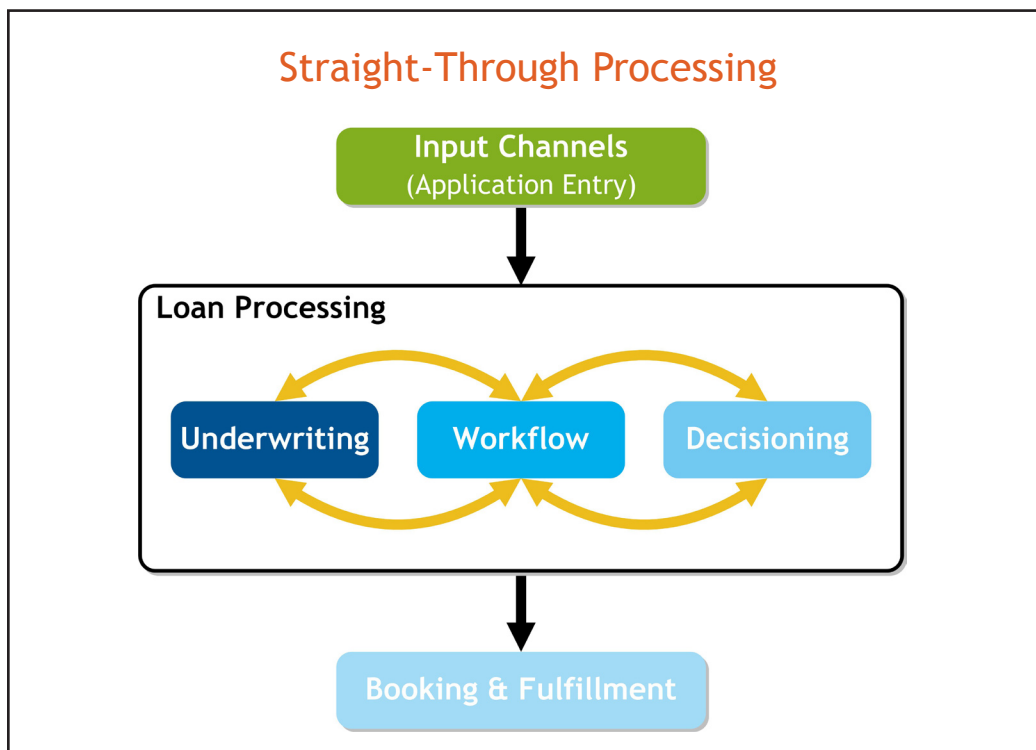 Straight-Through Processing
Input Channels
(Application Entry)
Loan Processing
Underwriting
Workflow
Decisioning
Booking & Fulfillment